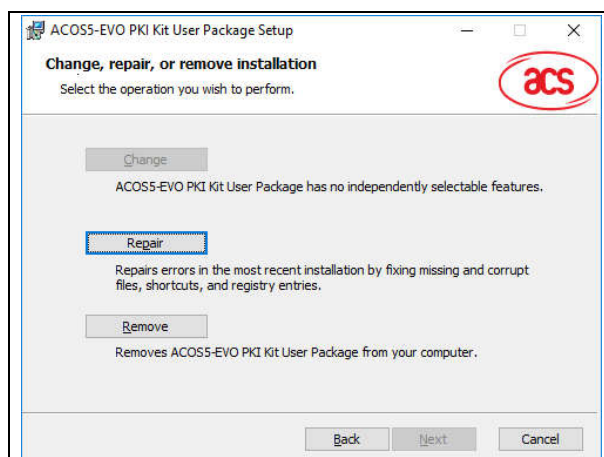 ACOS5-EVO PKI Kit User Package Setup
Change, repair, or remove installation
Select the operation you wish to perform.
acs
Change
ACOS5-EVO PKI Kit User Package has no independently selectable features.
Repair
Repairs errors in the most recent installation by fixing missing and corrupt
files, shortcuts, and registry entries.
Remove
Removes ACOS5-EVO PKI Kit User Package from your computer.
Back Next Cancel